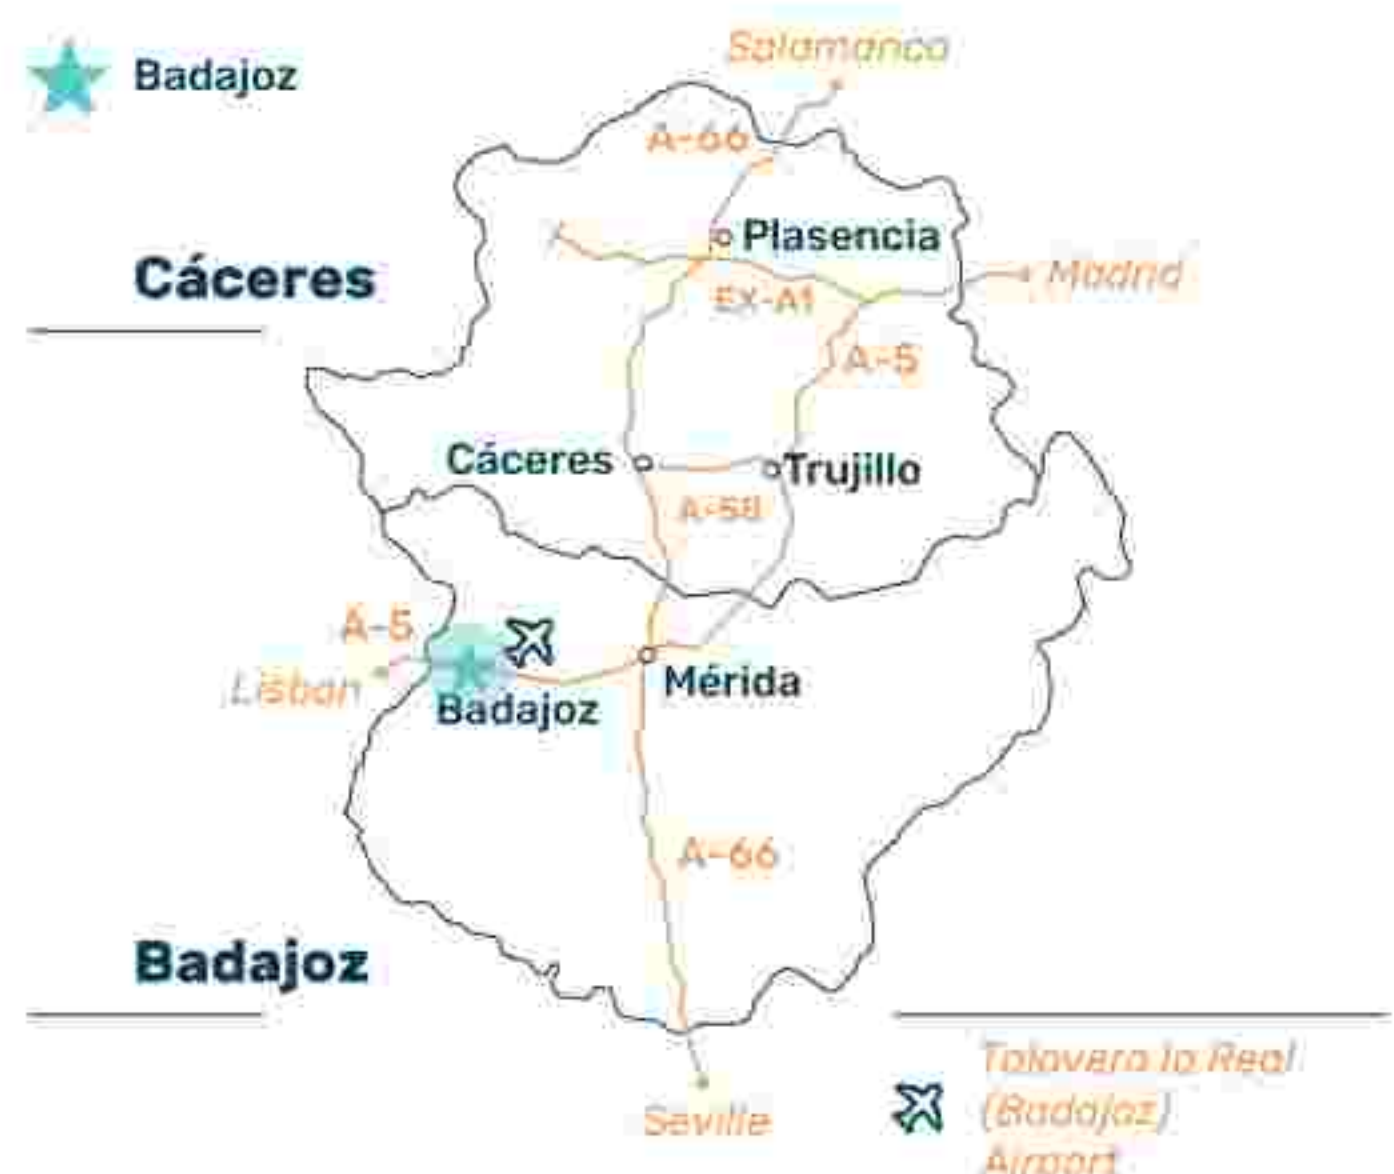 Salamanca
Badajoz
A-66
Plasencia
Cáceres
Madrid
EX-A1
A-5
Cáceres
Trujillo
A-58
A-5
Lisban
Badajoz
Mérida
A-66
Badajoz
Talavera la Real
(Badajoz)
Airport
Seville